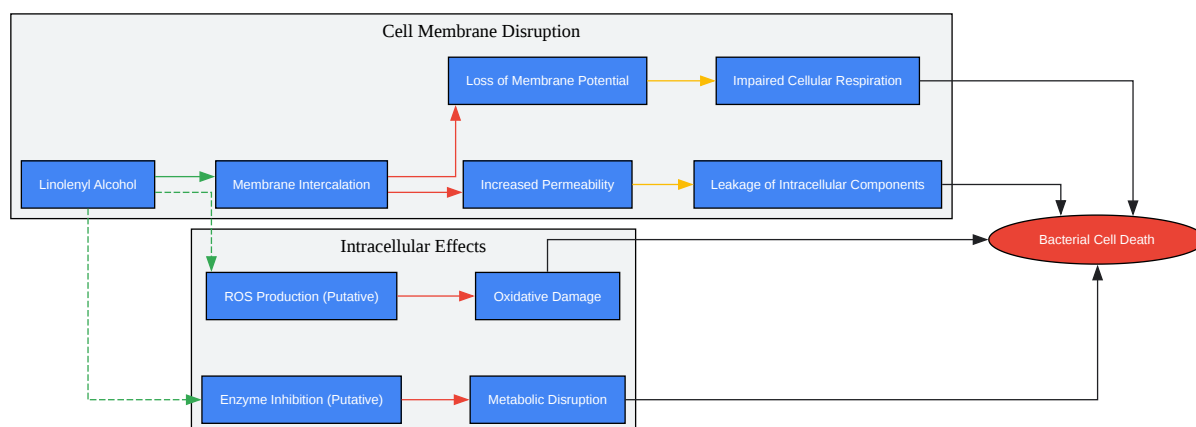 Cell Membrane Disruption
Loss of Membrane Potential
Impaired Cellular Respiration
Linolenyl Alcohol
Membrane Intercalation
Increased Permeability
Leakage of Intracellular Components
Bacterial Cell Death
Intracellular Effects
ROS Production (Putative)
Oxidative Damage
Enzyme Inhibition (Putative)
Metabolic Disruption